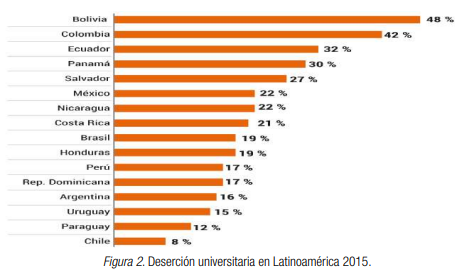 Bolivia 48 %
Colombia 42 %
Ecuador 32 %
Panamá 30 %
Salvador 27 %
México 22 %
Nicaragua 22 %
Costa Rica 21 %
Brasil 19 %
Honduras 19 %
Perú 17 %
Rep. Dominicana 17 %
Argentina 16 %
Uruguay 15 %
Paraguay 12 %
Chile 8 %
Figura 2. Deserción universitaria en Latinoamérica 2015.